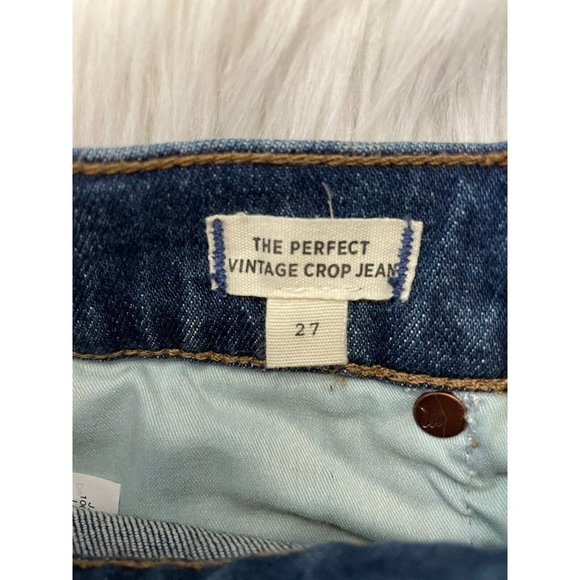 THE PERFECT
VINTAGE CROP JEAN
27